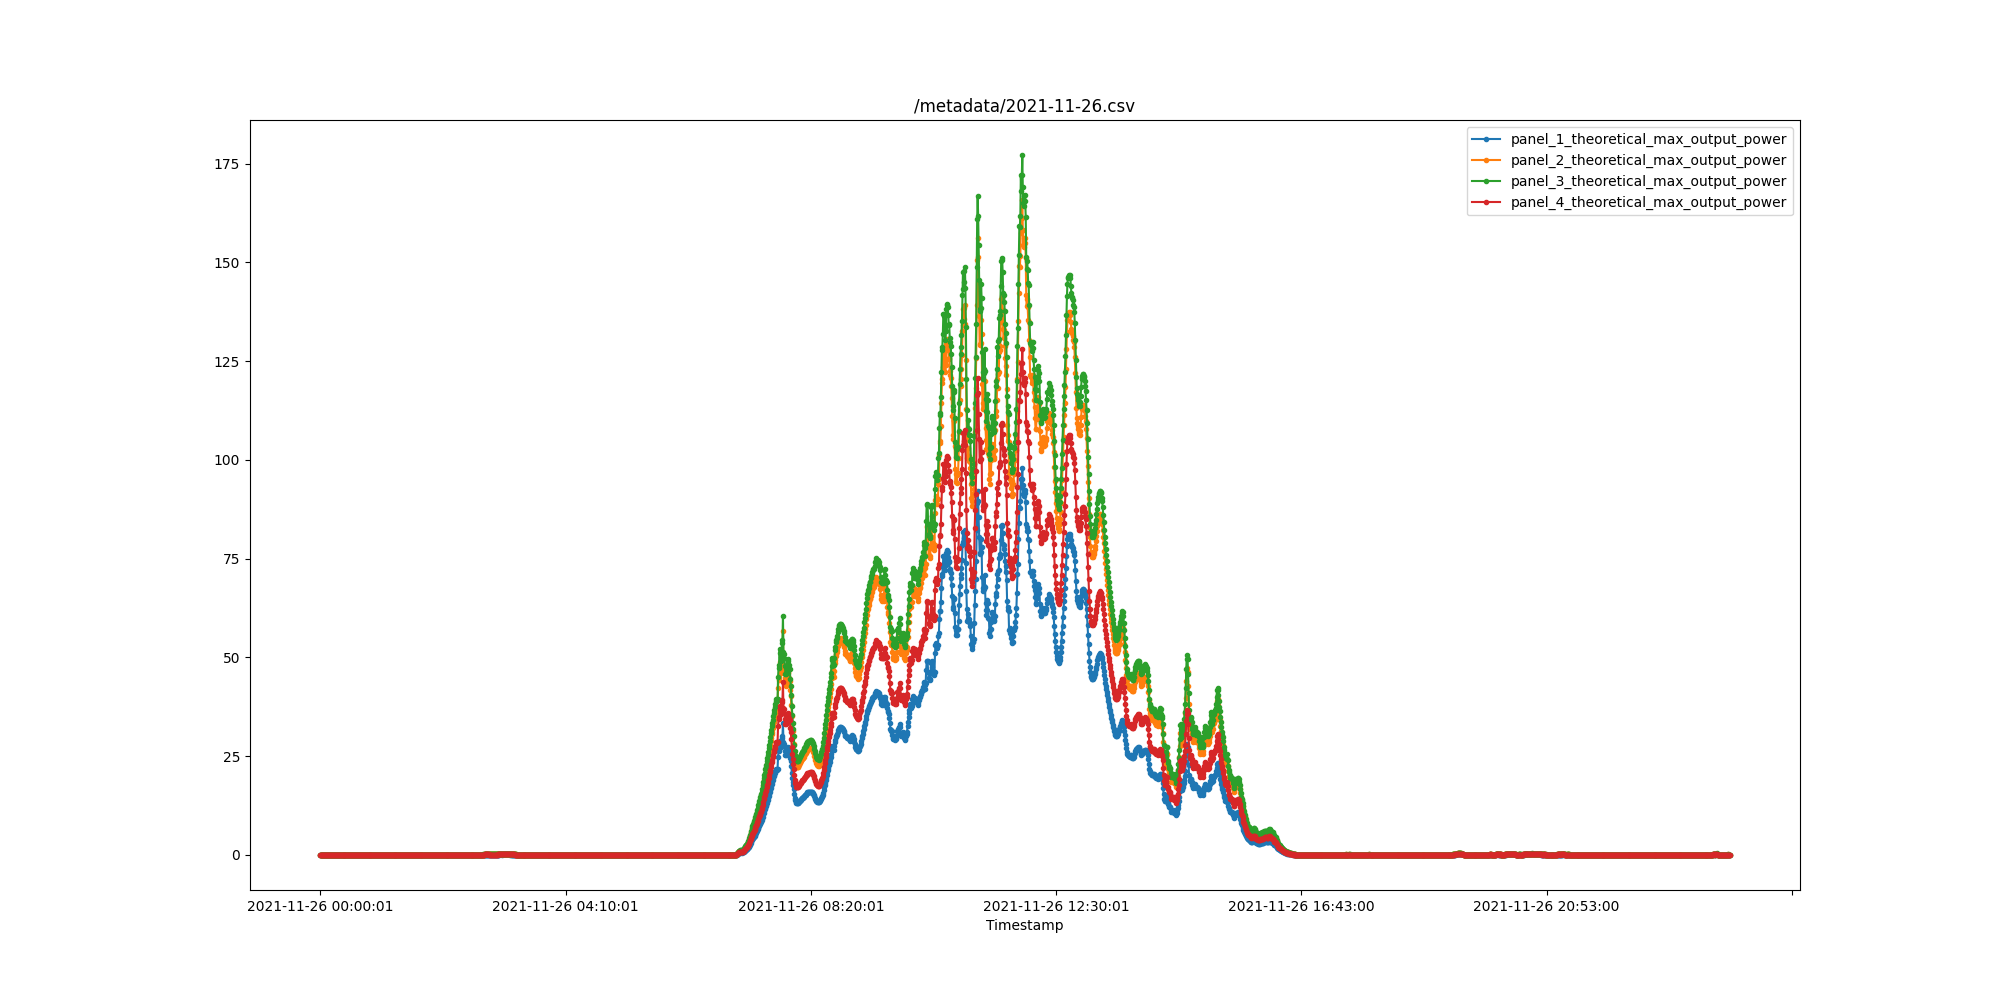 /metadata/2021-11-26.csv
panel_1_theoretical_max_output_power
panel_2_theoretical_max_output_power
panel_3_theoretical_max_output_power
panel_4_theoretical_max_output_power
175
150
125
100
75
50
25
0
2021-11-26 00:00:01 2021-11-26 04:10:01 2021-11-26 08:20:01 2021-11-26 12:30:01 2021-11-26 16:43:00 2021-11-26 20:53:00
Timestamp